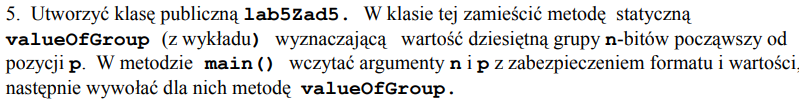 5. Utworzyć klasę publiczną lab5Zad5. W klasie tej zamieścić metodę statyczną
valueOfGroup (z wykładu) wyznaczającą wartość dziesiętną grupy n-bitów począwszy od
pozycji p. W metodzie main() wczytać argumenty n i p z zabezpieczeniem formatu i wartości,
następnie wywołać dla nich metodę valueOfGroup.